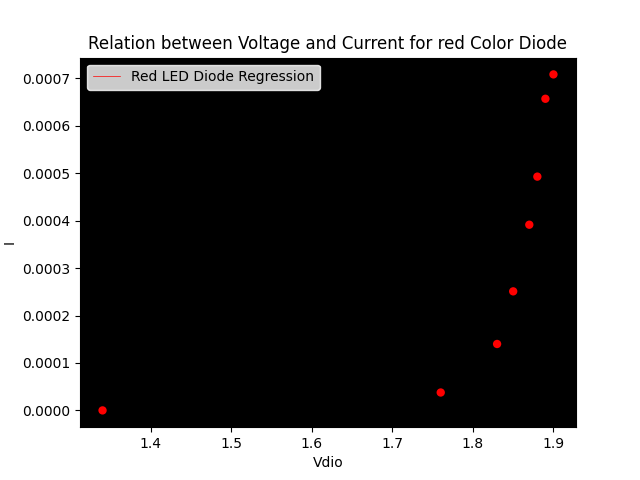 Relation between Voltage and Current for red Color Diode
Red LED Diode Regression
0.0007
0.0006
0.0005
0.0004
0.0003
0.0002
0.0001
0.0000
I
1.4 1.5 1.6 1.7 1.8 1.9
Vdio